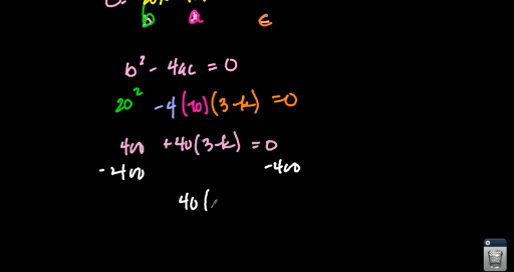 b a c
b² - 4ac = 0
20² -4(-10)(3-k) = 0
400 +40(3-k) = 0
-400 -400
40(